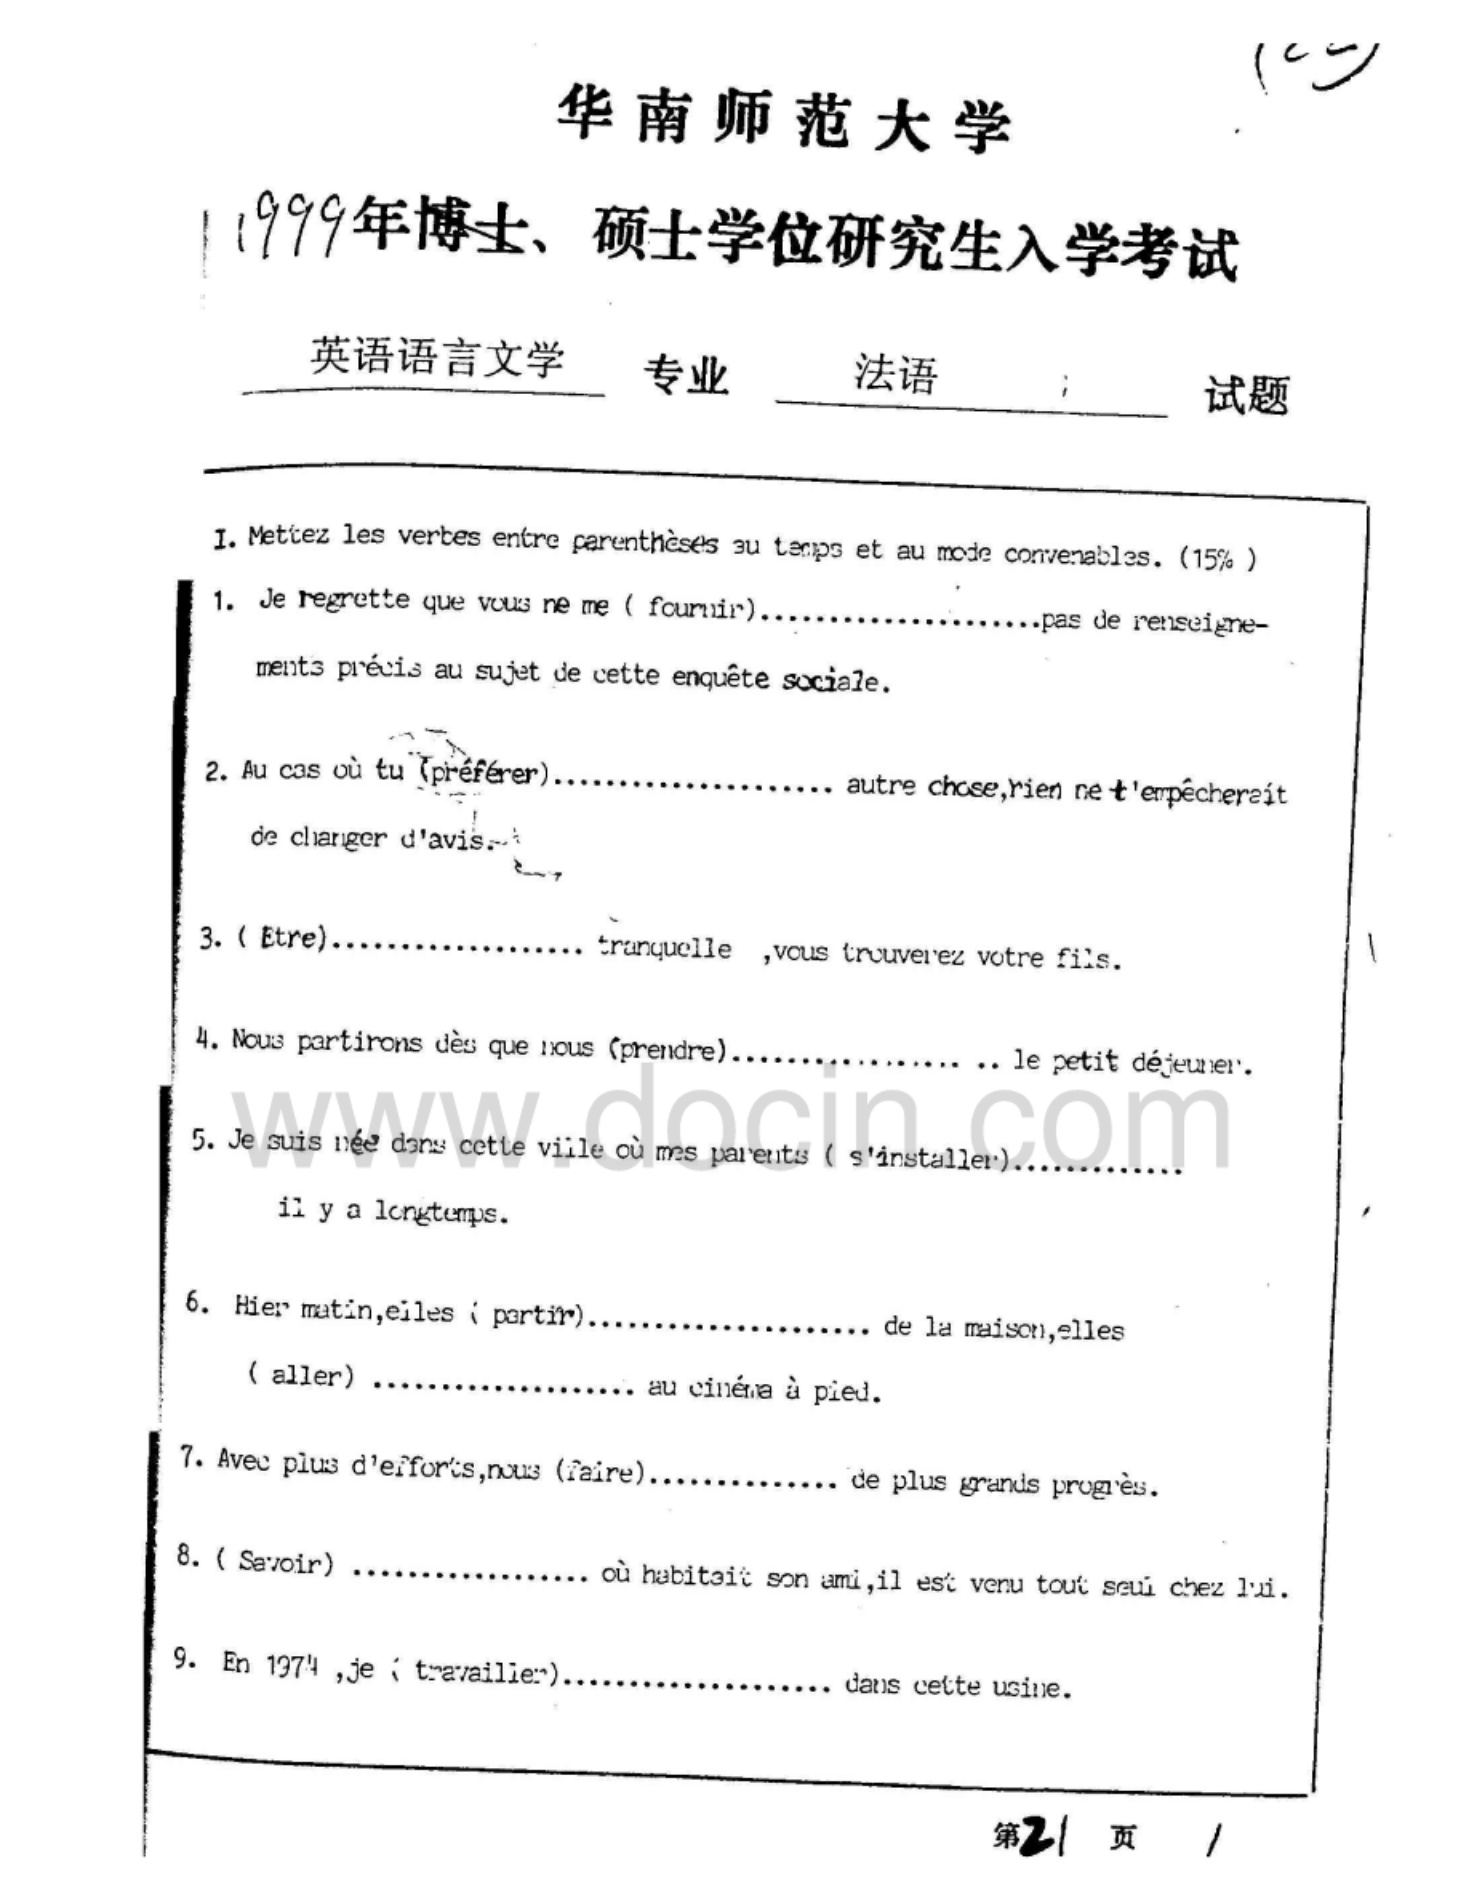 华南师范大学
1999年博士、硕士学位研究生入学考试
英语语言文学 专业 法语 试题
I. Mettez les verbes entre parenthèses au temps et au mode convenables. (15% )
1. Je regrette que vous ne me ( fournir).....................pas de renseigne-
ments précis au sujet de cette enquête sociale.
2. Au cas où tu (préférer)..................... autre chose,rien ne t'empêcherait
de changer d'avis.
3. ( Etre)................... tranquelle ,vous trouverez votre fils.
4. Nous partirons dès que nous (prendre)................. .. le petit déjeuner.
www.docin.com
5. Je suis née dans cette ville où mes parents ( s'installer).............
il y a longtemps.
6. Hier matin,elles ( partir)..................... de la maison,elles
( aller) ................... au cinéma à pied.
7. Avec plus d'efforts,nous (faire).............. de plus grands progrès.
8. ( Savoir) .................. où habitait son ami,il est venu tout seul chez lui.
9. En 1974 ,je ( travailler).................... dans cette usine.
第21 页 1